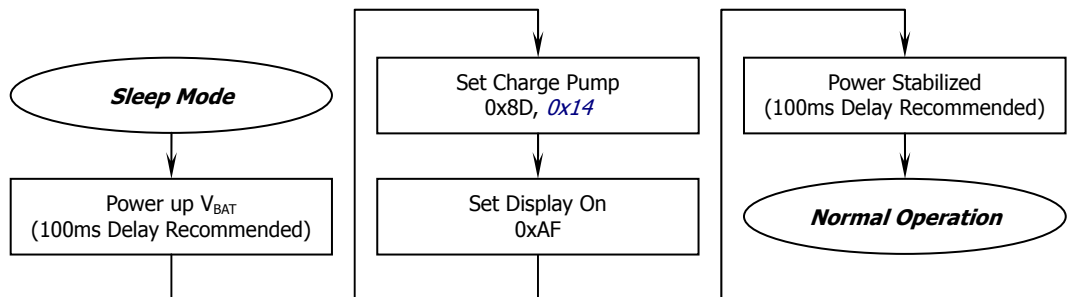 Sleep Mode
Power up VBAT
(100ms Delay Recommended)
Set Charge Pump
0x8D, 0x14
Set Display On
0xAF
Power Stabilized
(100ms Delay Recommended)
Normal Operation